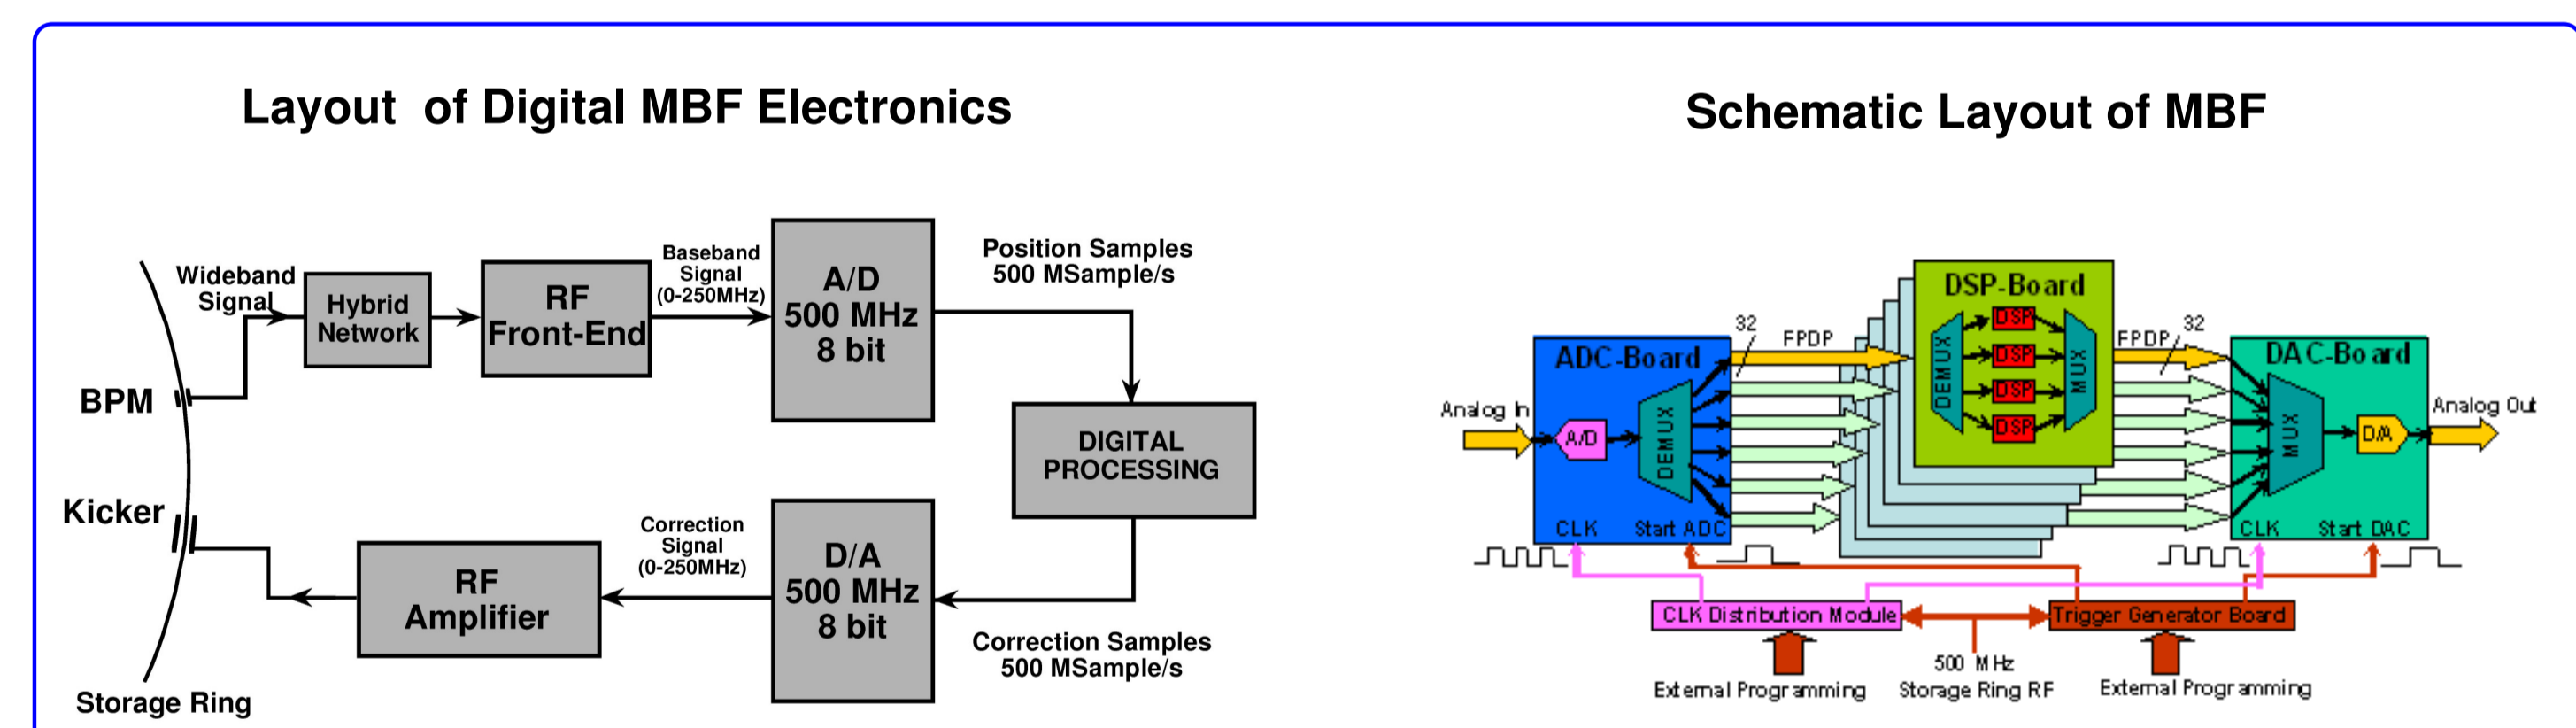 Layout of Digital MBF Electronics
Wideband
Signal
Hybrid
Network
RF
Front-End
Baseband
Signal
(0-250MHz)
A/D
500 MHz
8 bit
Position Samples
500 MSample/s
DIGITAL
PROCESSING
BPM
Kicker
RF
Amplifier
Correction
Signal
(0-250MHz)
D/A
500 MHz
8 bit
Correction Samples
500 MSample/s
Storage Ring
Schematic Layout of MBF
Analog In
ADC-Board
A/D
DEMUX
CLK
Start ADC
32
FPDP
DSP-Board
DEMUX
DSP
DSP
DSP
DSP
MUX
FPDP
32
DAC-Board
MUX
D/A
CLK
Start DAC
Analog Out
CLK Distribution Module
Trigger Generator Board
External Programming
500 MHz
Storage Ring RF
External Programming